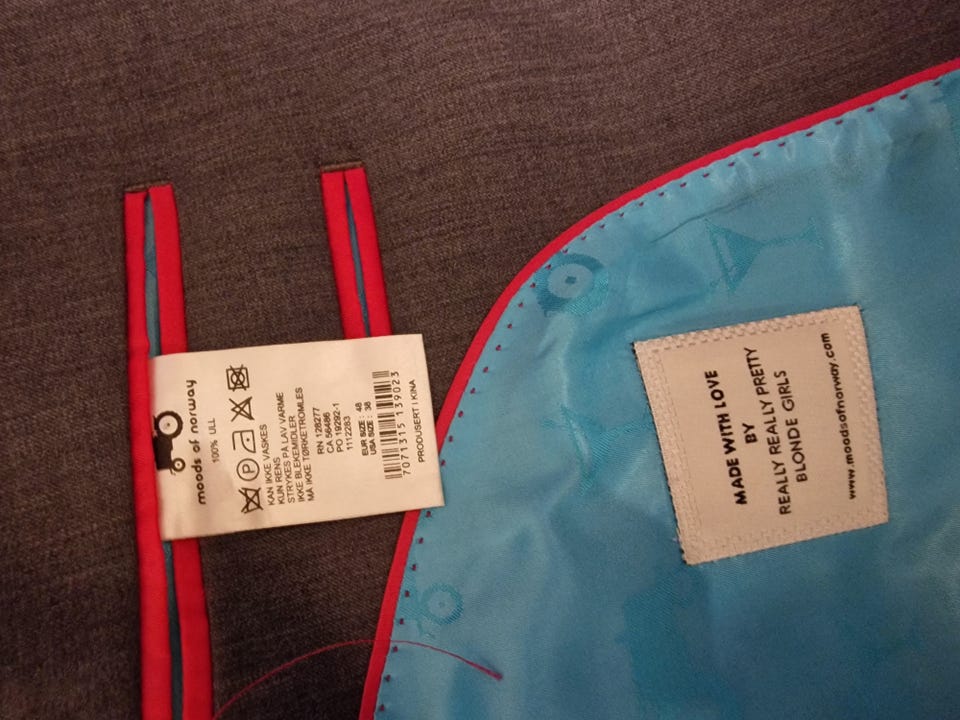 moods of norway
100% ULL
KAN IKKE VASKES
KUN RENS
STRYKES PÅ LAV VARME
IKKE BLEKEMIDLER
MÅ IKKE TØRKETROMLES
RN 128277
CA 56486
PO 19292-1
1112283
EUR SIZE : 48
USA SIZE : 38
7071315139023
PRODUSERT I KINA
MADE WITH LOVE
BY
REALLY REALLY PRETTY
BLONDE GIRLS
www.moodsofnorway.com